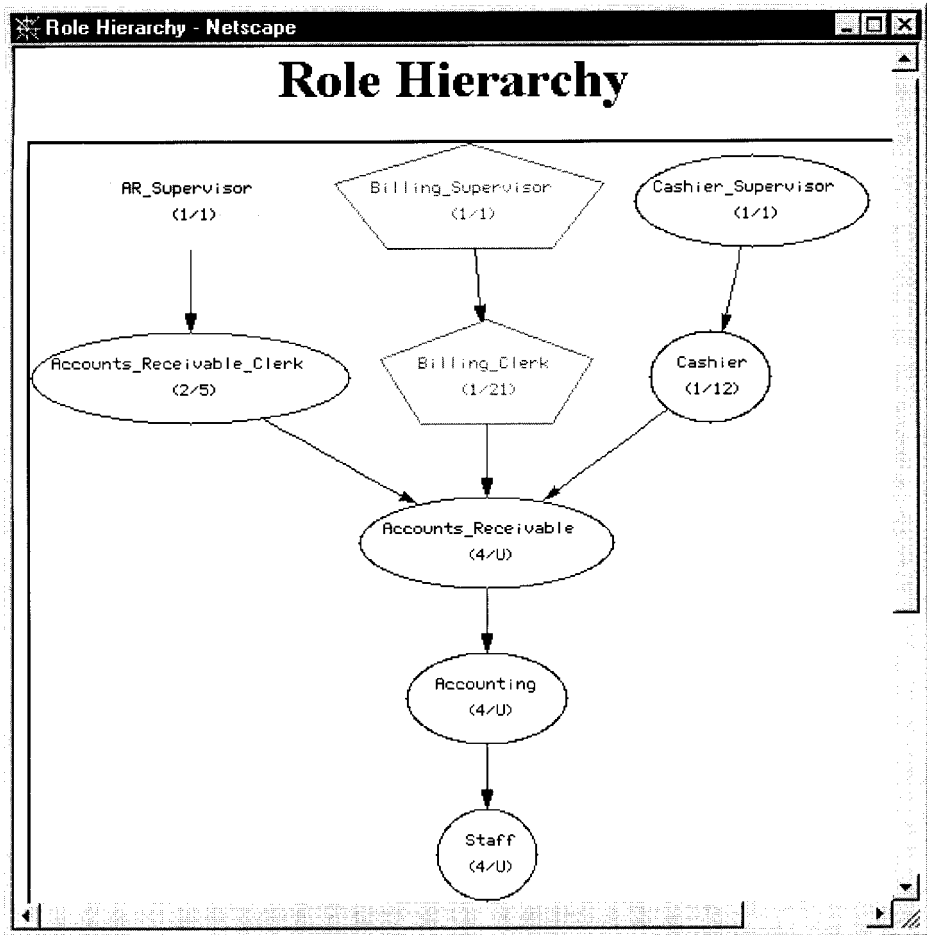 Role Hierarchy - Netscape
Role Hierarchy
AR_Supervisor
(1/1)
Billing_Supervisor
(1/1)
Cashier_Supervisor
(1/1)
Accounts_Receivable_Clerk
(2/5)
Billing_Clerk
(1/21)
Cashier
(1/12)
Accounts_Receivable
(4/U)
Accounting
(4/U)
Staff
(4/U)